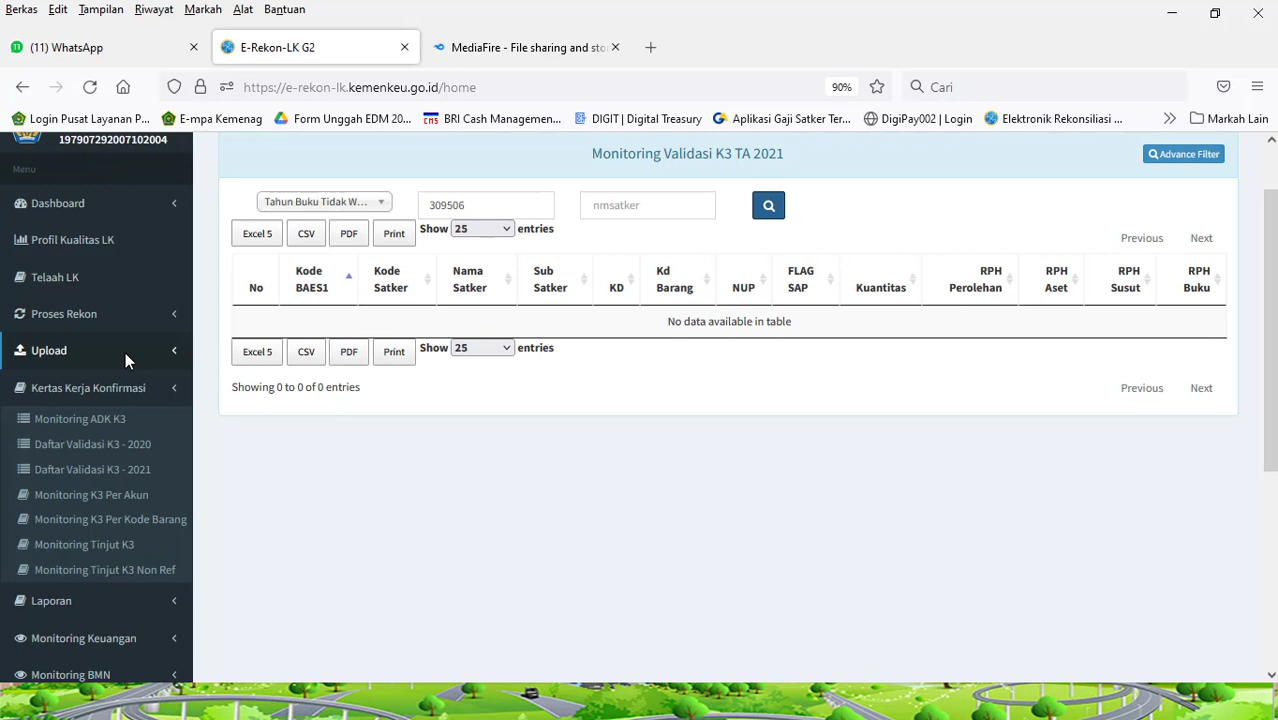 Berkas Edit Tampilan Riwayat Markah Alat Bantuan
(11) WhatsApp
E-Rekon-LK G2
MediaFire - File sharing and sto
https://e-rekon-lk.kemenkeu.go.id/home
90%
Cari
Login Pusat Layanan P...
E-mpa Kemenag
Form Unggah EDM 20...
BRI Cash Managemen...
DIGIT | Digital Treasury
Aplikasi Gaji Satker Ter...
DigiPay002 | Login
Elektronik Rekonsiliasi ...
Markah Lain
197907292007102004
Menu
Dashboard
Profil Kualitas LK
Telaah LK
Proses Rekon
Upload
Kertas Kerja Konfirmasi
Monitoring ADK K3
Daftar Validasi K3 - 2020
Daftar Validasi K3 - 2021
Monitoring K3 Per Akun
Monitoring K3 Per Kode Barang
Monitoring Tinjut K3
Monitoring Tinjut K3 Non Ref
Laporan
Monitoring Keuangan
Monitoring BMN
Monitoring Validasi K3 TA 2021
Advance Filter
Tahun Buku Tidak W...
309506
nmsatker
Excel 5 CSV PDF Print Show 25 entries
Previous Next
No
Kode BAES1
Kode Satker
Nama Satker
Sub Satker
KD
Kd Barang
NUP
FLAG SAP
Kuantitas
RPH Perolehan
RPH Aset
RPH Susut
RPH Buku
No data available in table
Excel 5 CSV PDF Print Show 25 entries
Showing 0 to 0 of 0 entries
Previous Next